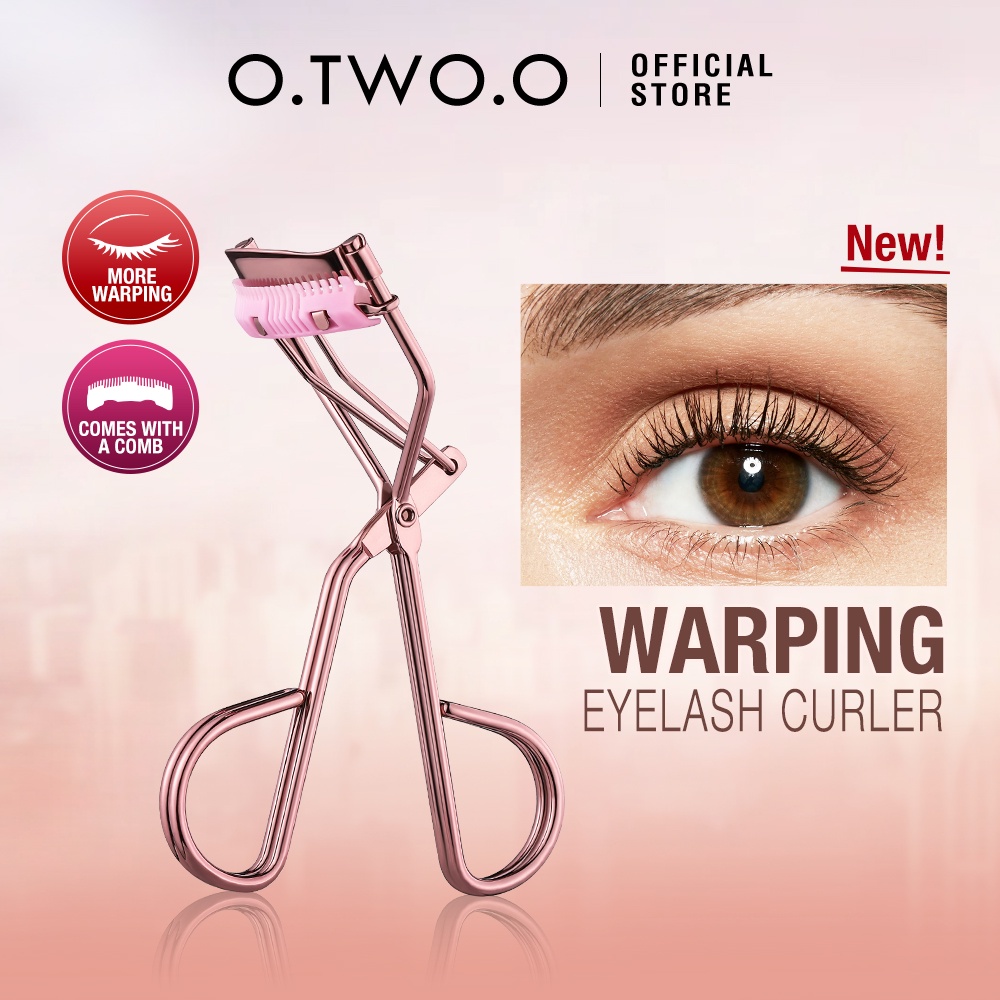 O.TWO.O
OFFICIAL
STORE
MORE
WARPING
COMES WITH
A COMB
New!
WARPING
EYELASH CURLER